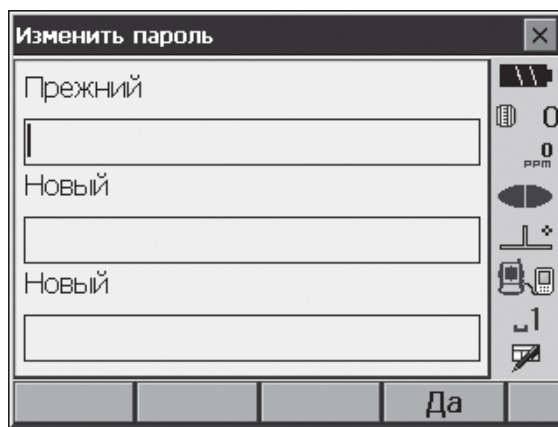 Изменить пароль
Прежний
0
0
ppm
Новый
Новый
1
Да